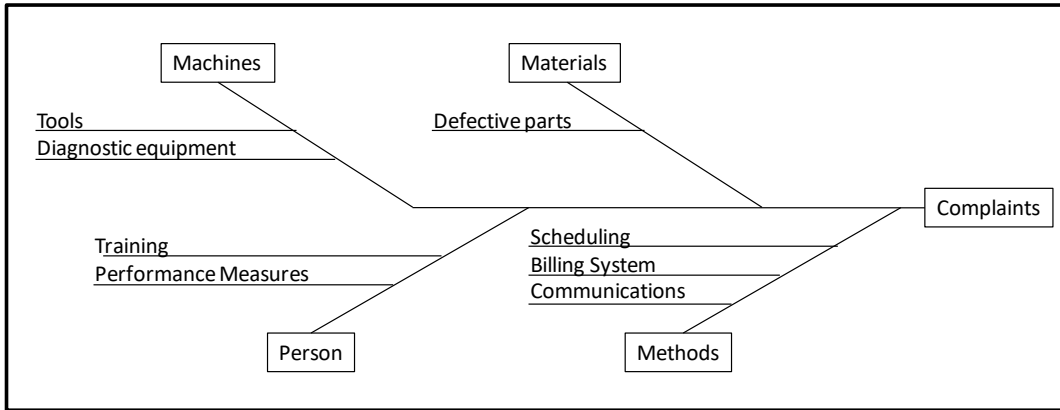 Machines
Materials
Tools
Defective parts
Diagnostic equipment
Complaints
Training
Scheduling
Performance Measures
Billing System
Communications
Person
Methods